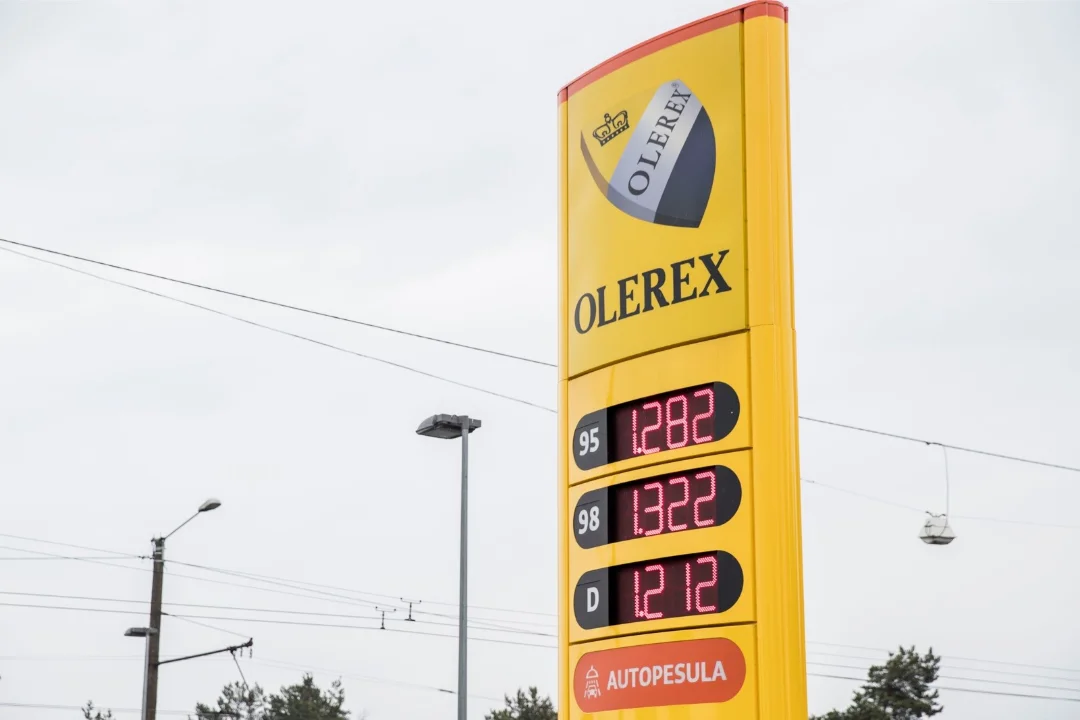 OLEREX
OLEREX
95 1.282
98 1.322
D 1.212
AUTOPESULA